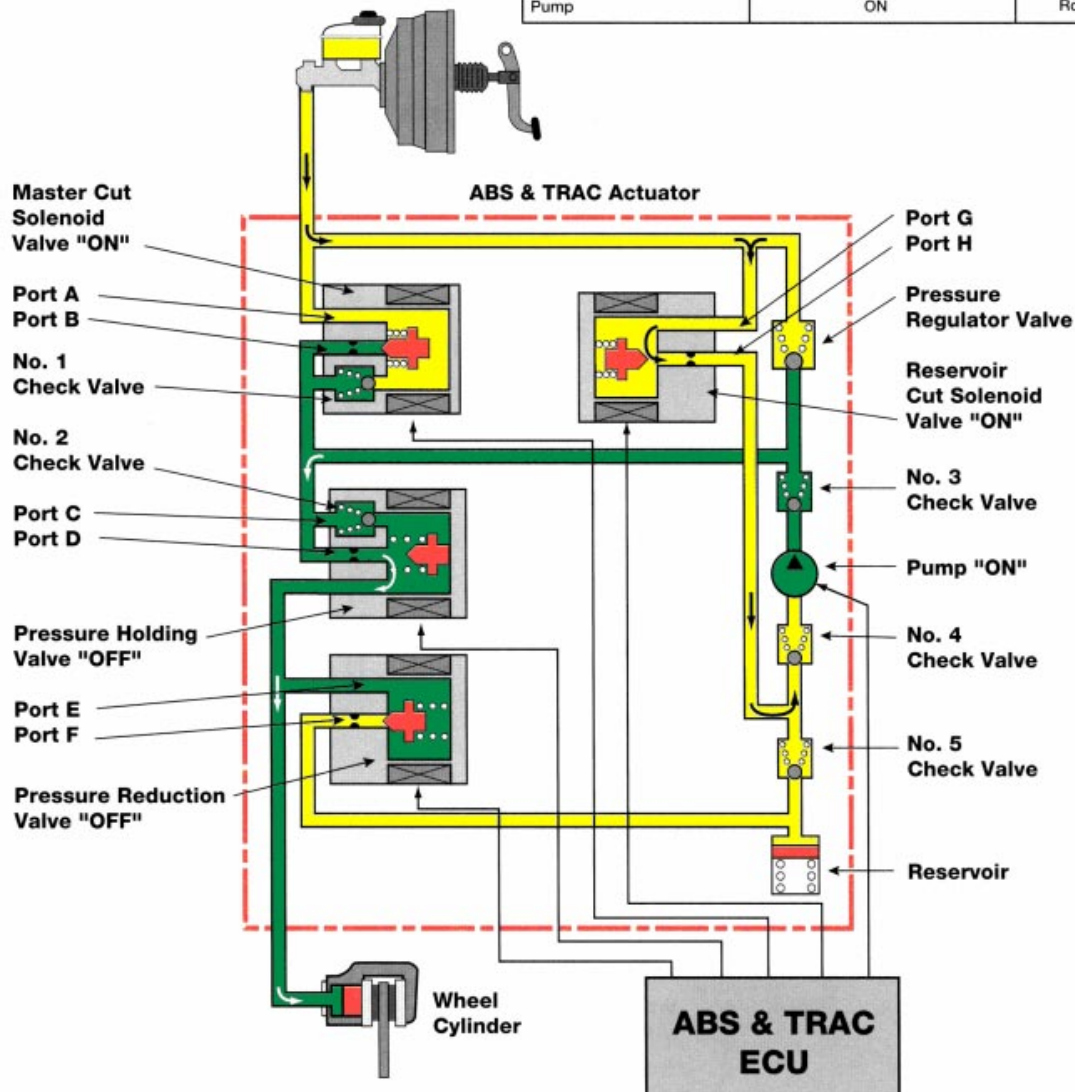 Pump ON
ABS & TRAC Actuator
Master Cut
Solenoid
Valve "ON"
Port A
Port B
No. 1
Check Valve
No. 2
Check Valve
Port C
Port D
Pressure Holding
Valve "OFF"
Port E
Port F
Pressure Reduction
Valve "OFF"
Port G
Port H
Pressure
Regulator Valve
Reservoir
Cut Solenoid
Valve "ON"
No. 3
Check Valve
Pump "ON"
No. 4
Check Valve
No. 5
Check Valve
Reservoir
Wheel
Cylinder
ABS & TRAC
ECU